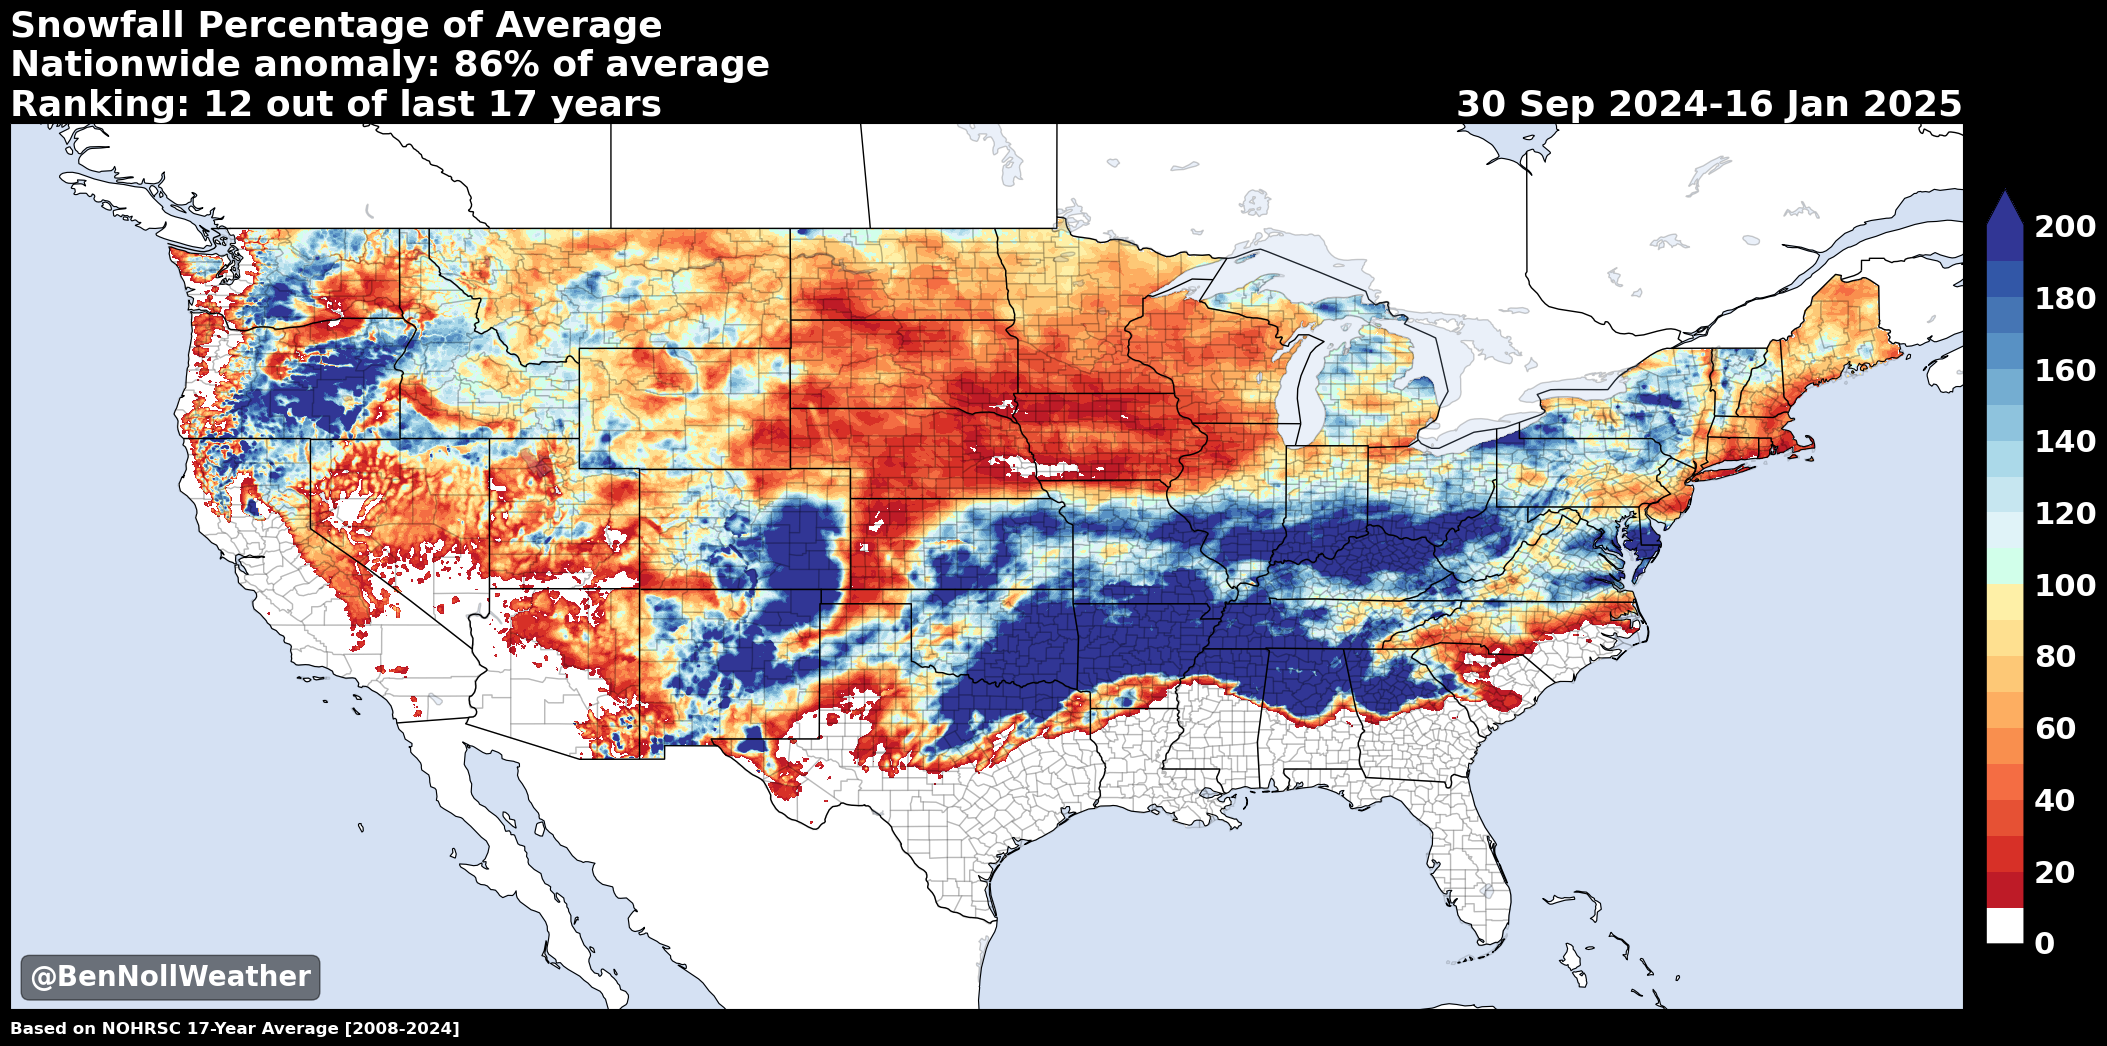 Snowfall Percentage of Average
Nationwide anomaly: 86% of average
Ranking: 12 out of last 17 years
30 Sep 2024-16 Jan 2025
200
180
160
140
120
100
80
60
40
20
0
@BenNollWeather
Based on NOHRSC 17-Year Average [2008-2024]